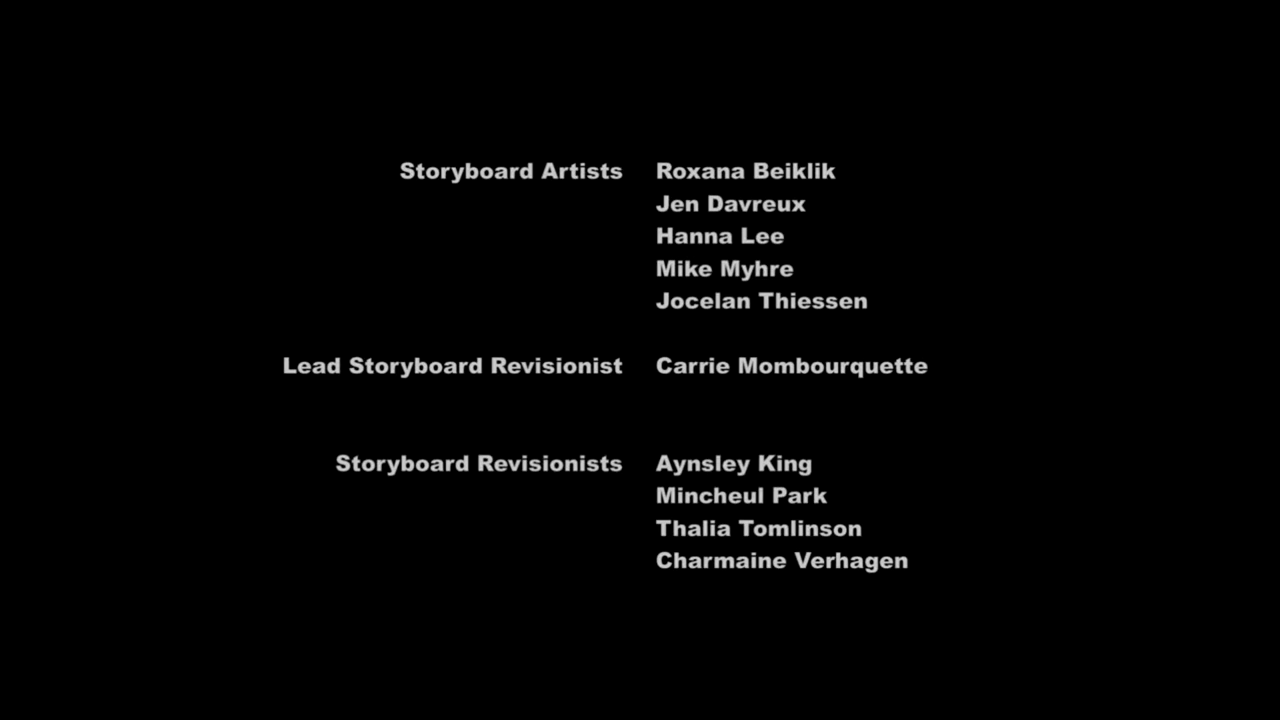 Storyboard Artists Roxana Beiklik
Jen Davreux
Hanna Lee
Mike Myhre
Jocelan Thiessen
Lead Storyboard Revisionist Carrie Mombourquette
Storyboard Revisionists Aynsley King
Mincheul Park
Thalia Tomlinson
Charmaine Verhagen